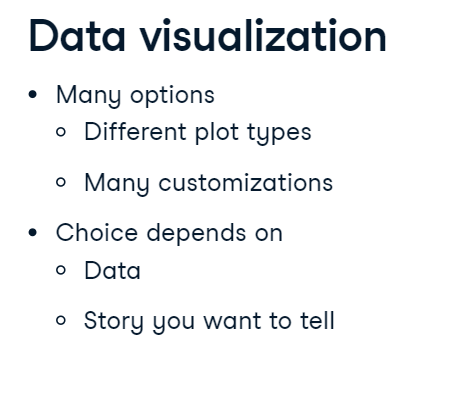 Data visualization
• Many options
○ Different plot types
○ Many customizations
• Choice depends on
○ Data
○ Story you want to tell